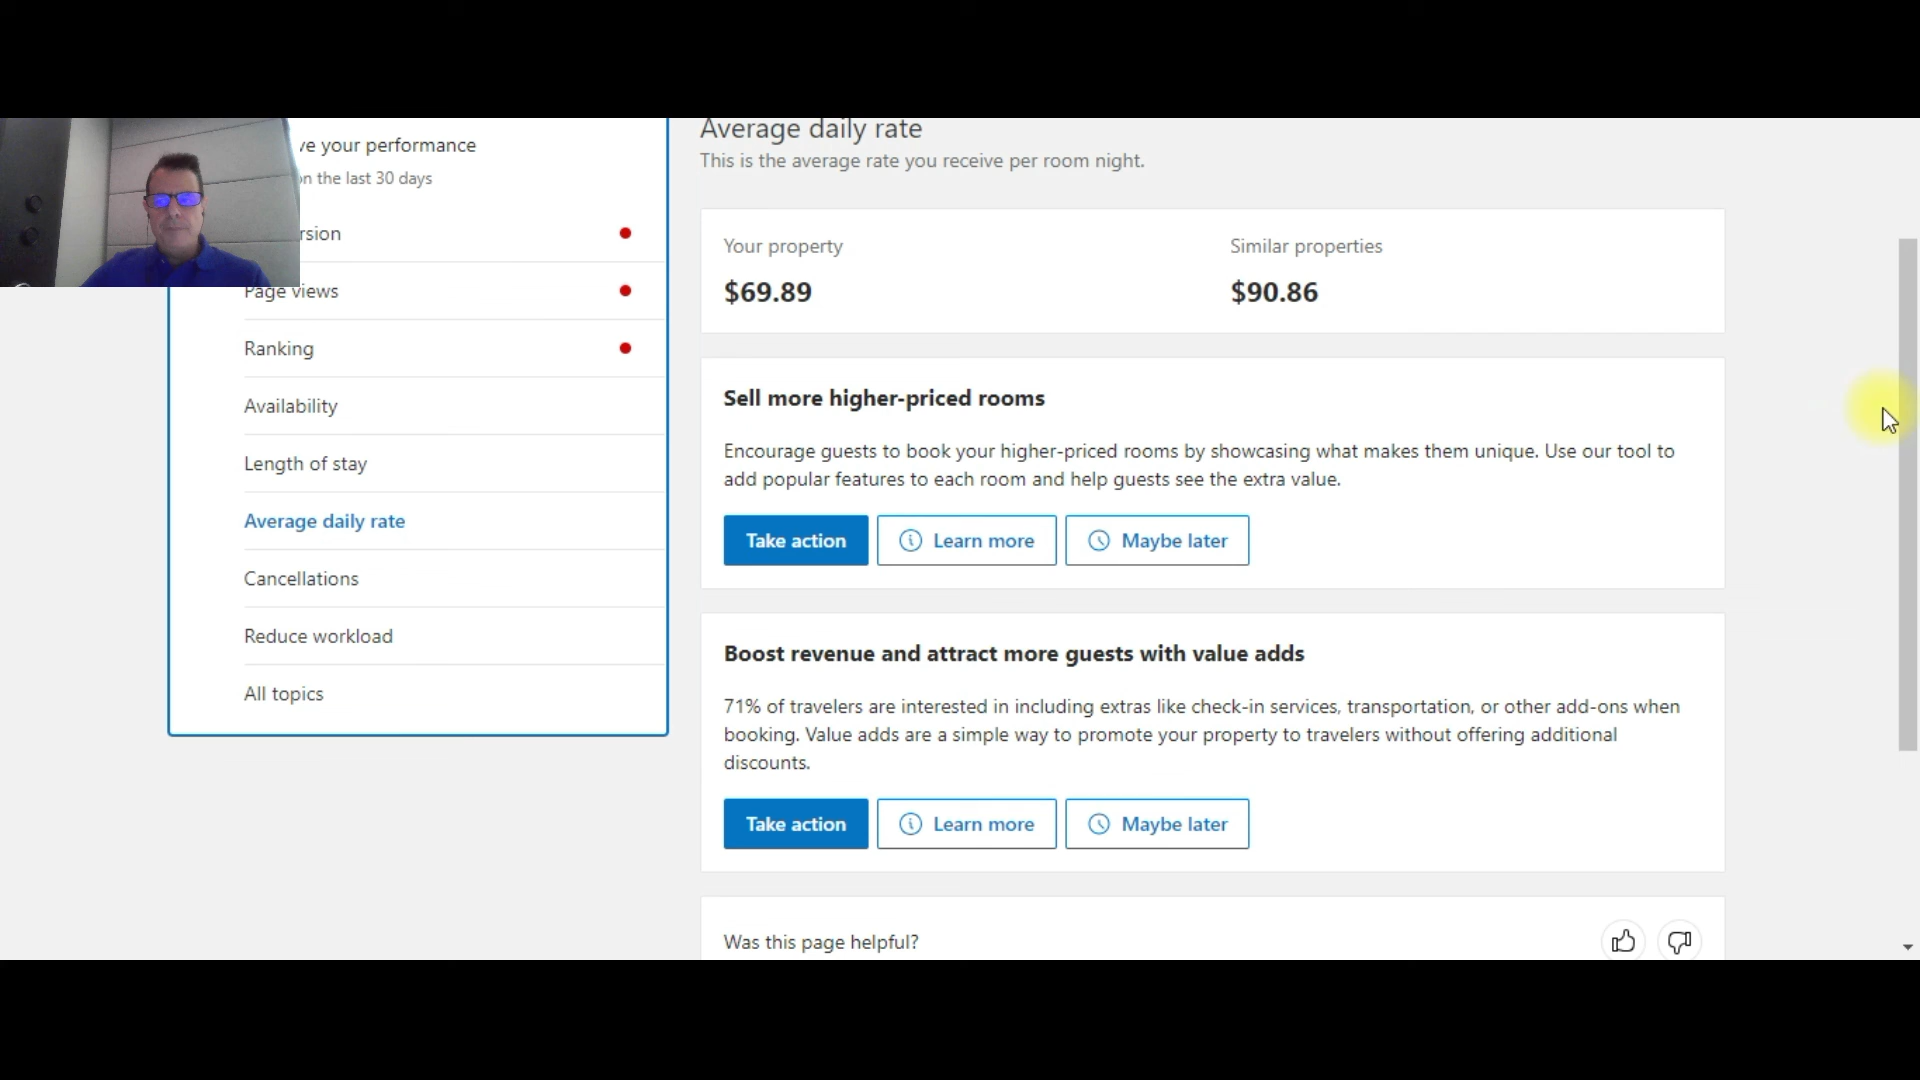 ve your performance
on the last 30 days
rsion
Page views
Ranking
Availability
Length of stay
Average daily rate
Cancellations
Reduce workload
All topics
Average daily rate
This is the average rate you receive per room night.
Your property
Similar properties
$69.89
$90.86
Sell more higher-priced rooms
Encourage guests to book your higher-priced rooms by showcasing what makes them unique. Use our tool to
add popular features to each room and help guests see the extra value.
Take action
Learn more
Maybe later
Boost revenue and attract more guests with value adds
71% of travelers are interested in including extras like check-in services, transportation, or other add-ons when
booking. Value adds are a simple way to promote your property to travelers without offering additional
discounts.
Take action
Learn more
Maybe later
Was this page helpful?